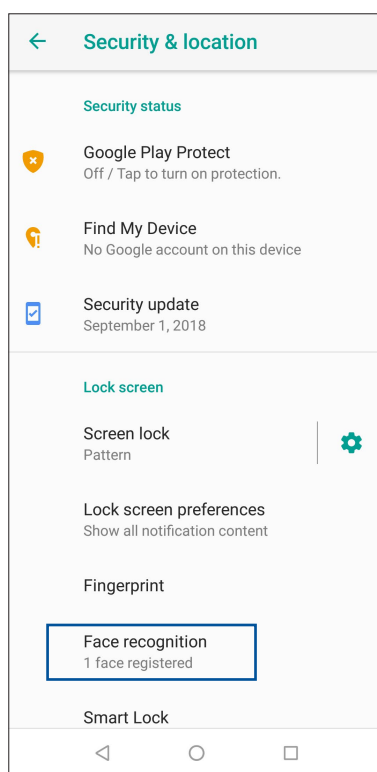 Security & location
Security status
Google Play Protect
Off / Tap to turn on protection.
Find My Device
No Google account on this device
Security update
September 1, 2018
Lock screen
Screen lock
Pattern
Lock screen preferences
Show all notification content
Fingerprint
Face recognition
1 face registered
Smart Lock